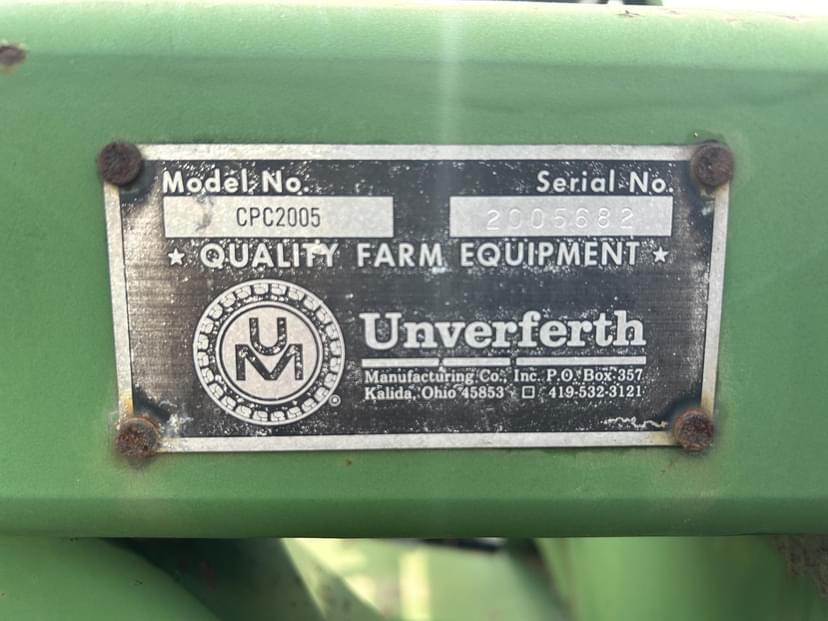 Model No. Serial No.
CPC2005 2005682
★ QUALITY FARM EQUIPMENT ★
UM
Unverferth
Manufacturing Co., Inc. P.O. Box 357
Kalida, Ohio 45853 □ 419-532-3121